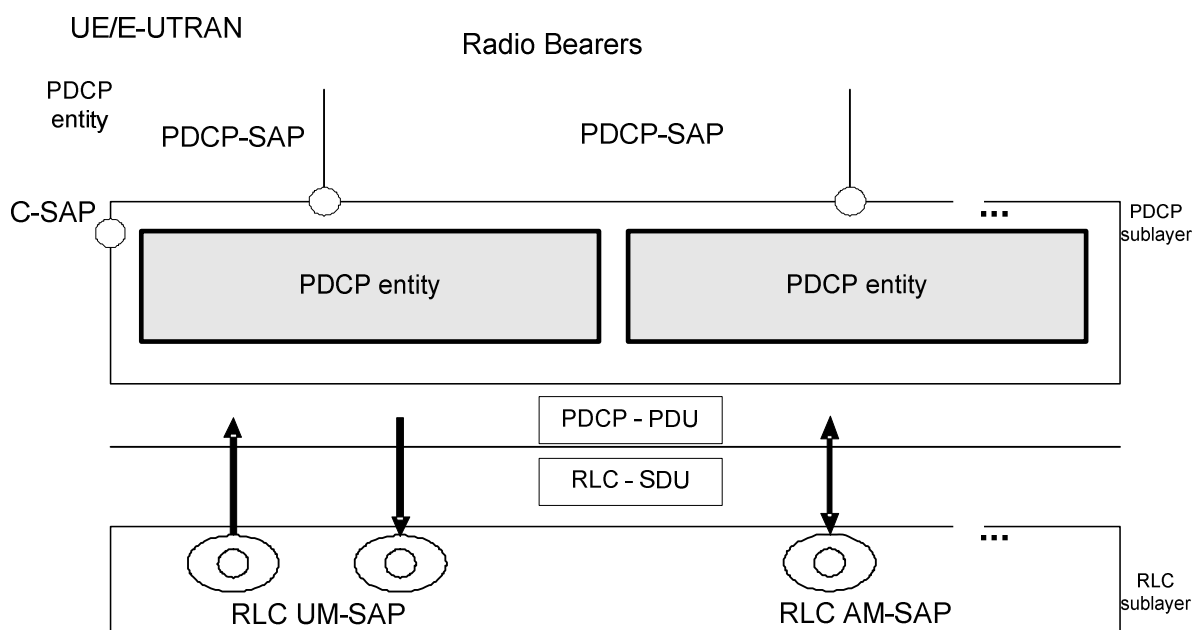 UE/E-UTRAN
Radio Bearers
PDCP
entity
PDCP-SAP
PDCP-SAP
C-SAP
...
PDCP
sublayer
PDCP entity
PDCP entity
PDCP - PDU
RLC - SDU
...
RLC UM-SAP
RLC AM-SAP
RLC
sublayer